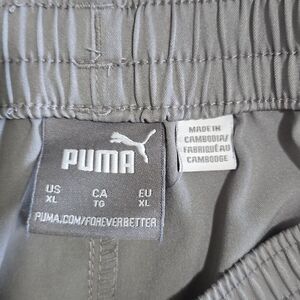 PUMA
US CA EU
XL TG XL
PUMA.COM/FOREVERBETTER
MADE IN
CAMBODIA/
FABRIQUÉ AU
CAMBODGE